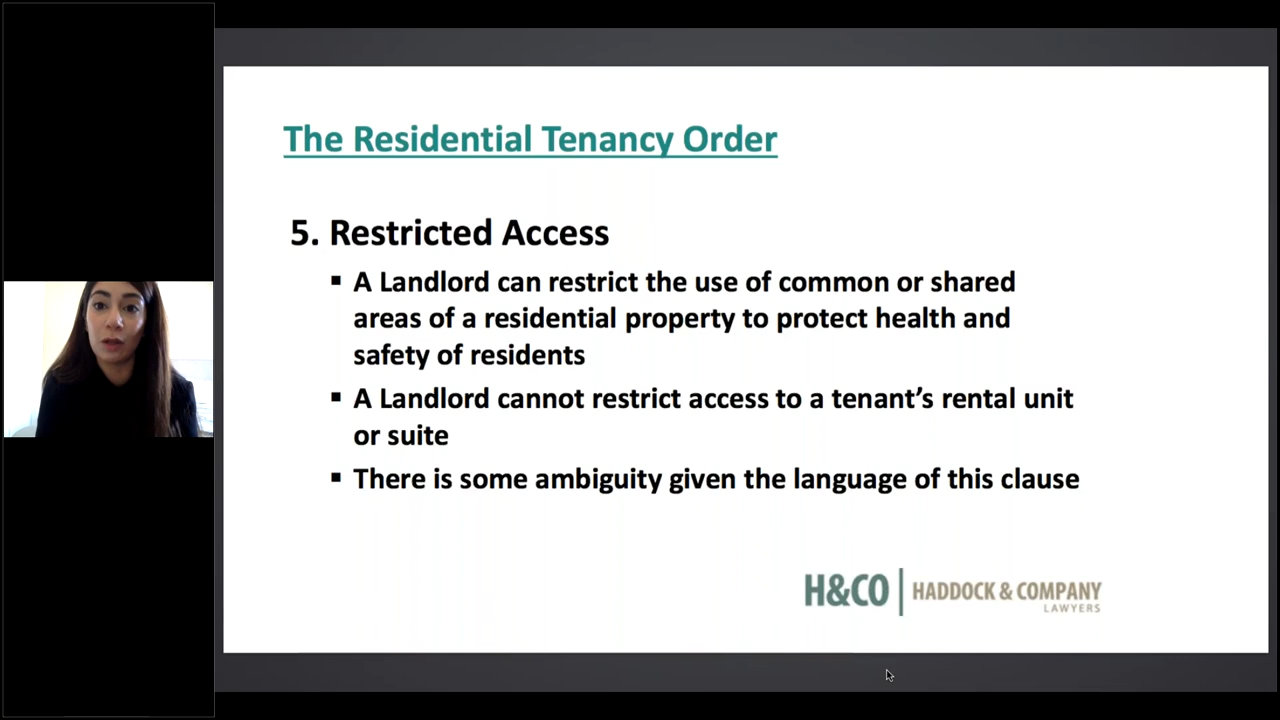 The Residential Tenancy Order
5. Restricted Access
▪ A Landlord can restrict the use of common or shared
areas of a residential property to protect health and
safety of residents
▪ A Landlord cannot restrict access to a tenant’s rental unit
or suite
▪ There is some ambiguity given the language of this clause
H&CO | HADDOCK & COMPANY
LAWYERS